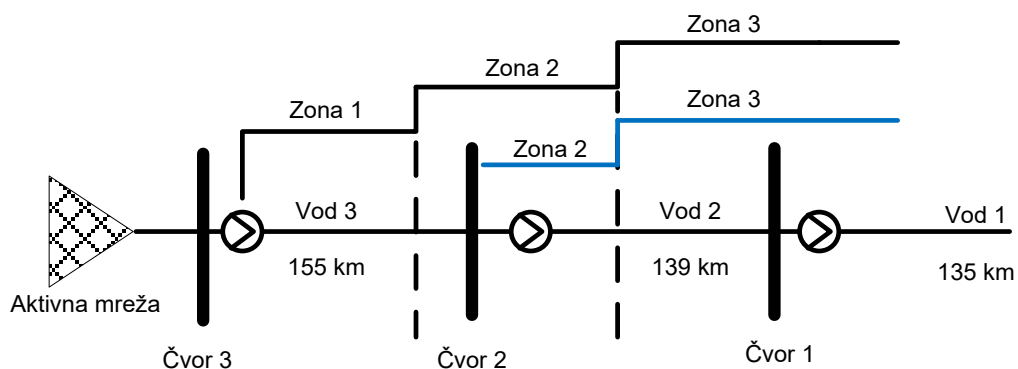 Zona 3
Zona 2
Zona 3
Zona 1
Zona 2
Vod 3
Vod 2
Vod 1
155 km
139 km
135 km
Aktivna mreža
Čvor 3
Čvor 2
Čvor 1